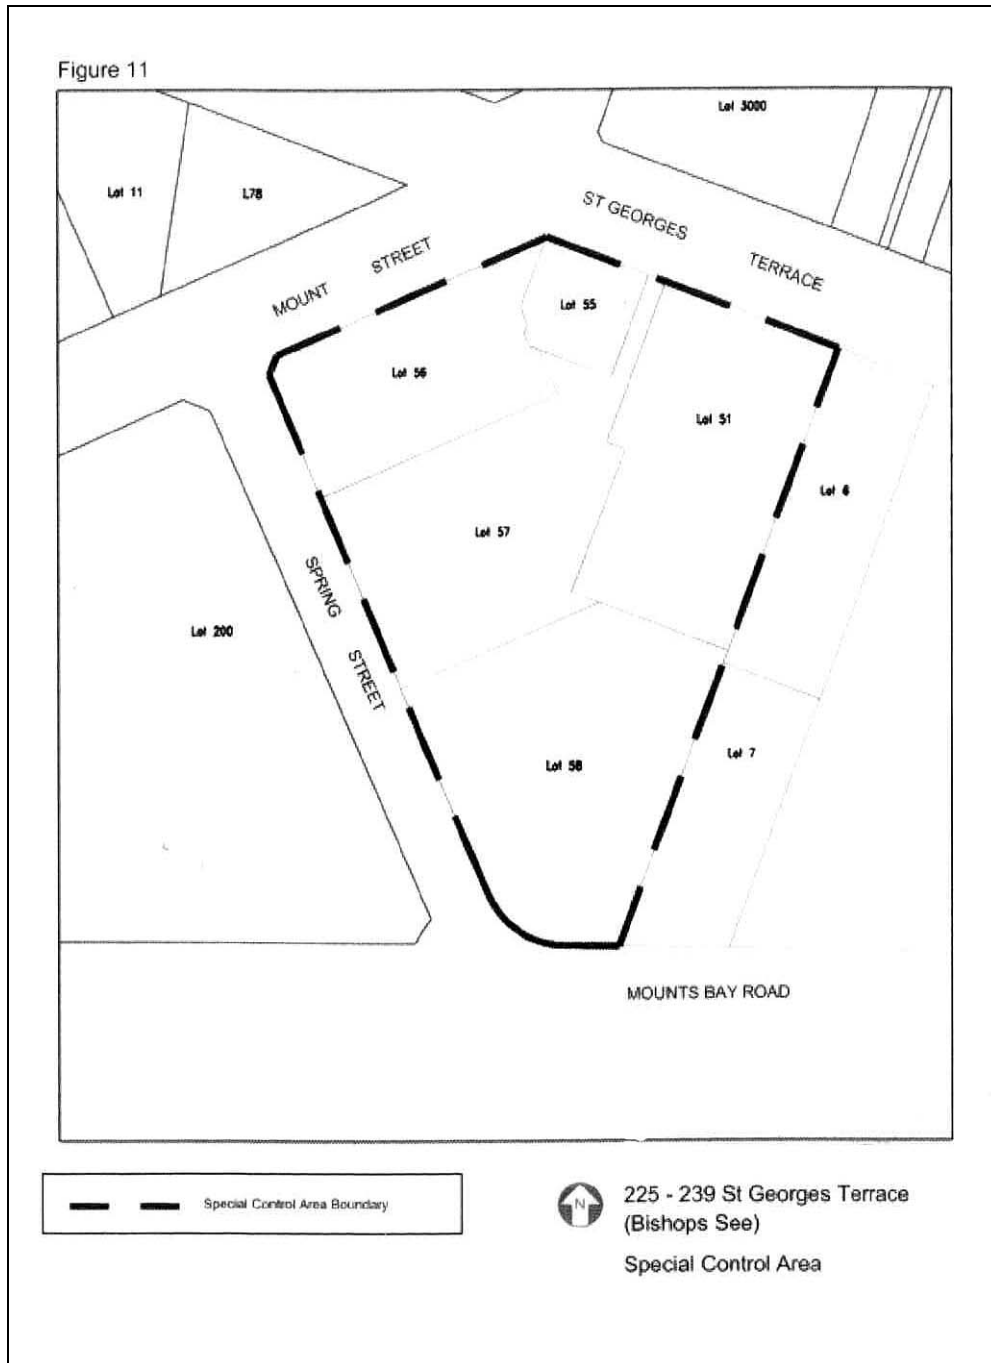 Figure 11
Lot 3000
Lot 11
L78
ST GEORGES
TERRACE
MOUNT
STREET
Lot 55
Lot 56
Lot 51
Lot 6
Lot 57
SPRING
STREET
Lot 200
Lot 7
Lot 58
MOUNTS BAY ROAD
Special Control Area Boundary
N
225 - 239 St Georges Terrace
(Bishops See)
Special Control Area